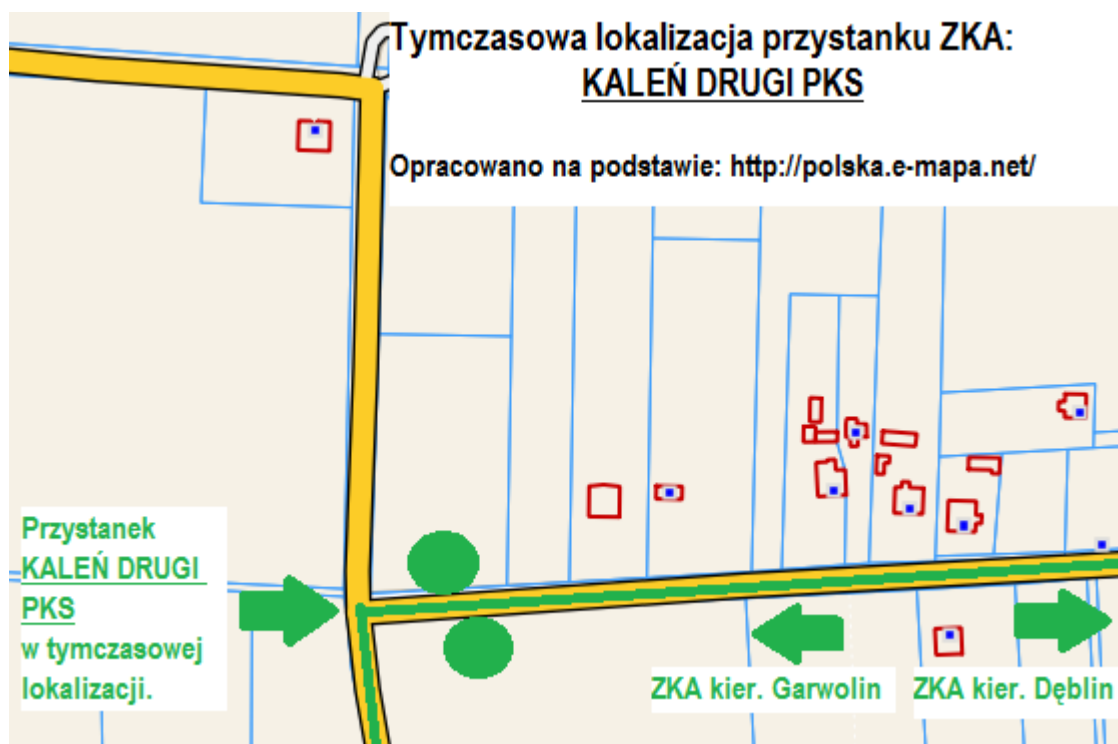 Tymczasowa lokalizacja przystanku ZKA:
KALEŃ DRUGI PKS
Opracowano na podstawie: http://polska.e-mapa.net/
Przystanek
KALEŃ DRUGI
PKS
w tymczasowej
lokalizacji.
ZKA kier. Garwolin
ZKA kier. Dęblin